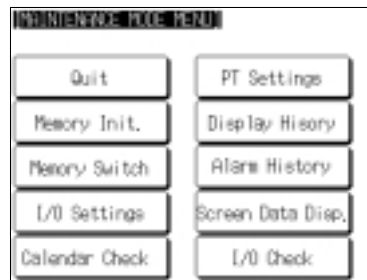 [MAINTENANCE MODE MENU]
Quit
PT Settings
Memory Init.
Display Hisory
Memory Switch
Alarm History
I/O Settings
Screen Data Disp.
Calendar Check
I/O Check